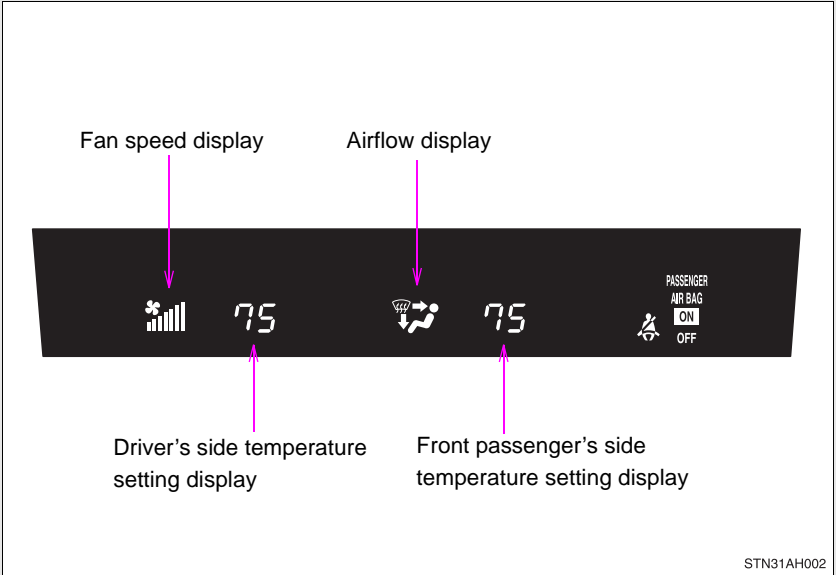 Fan speed display
Airflow display
PASSENGER
AIR BAG
ON
OFF
75
75
Driver’s side temperature
setting display
Front passenger’s side
temperature setting display
STN31AH002